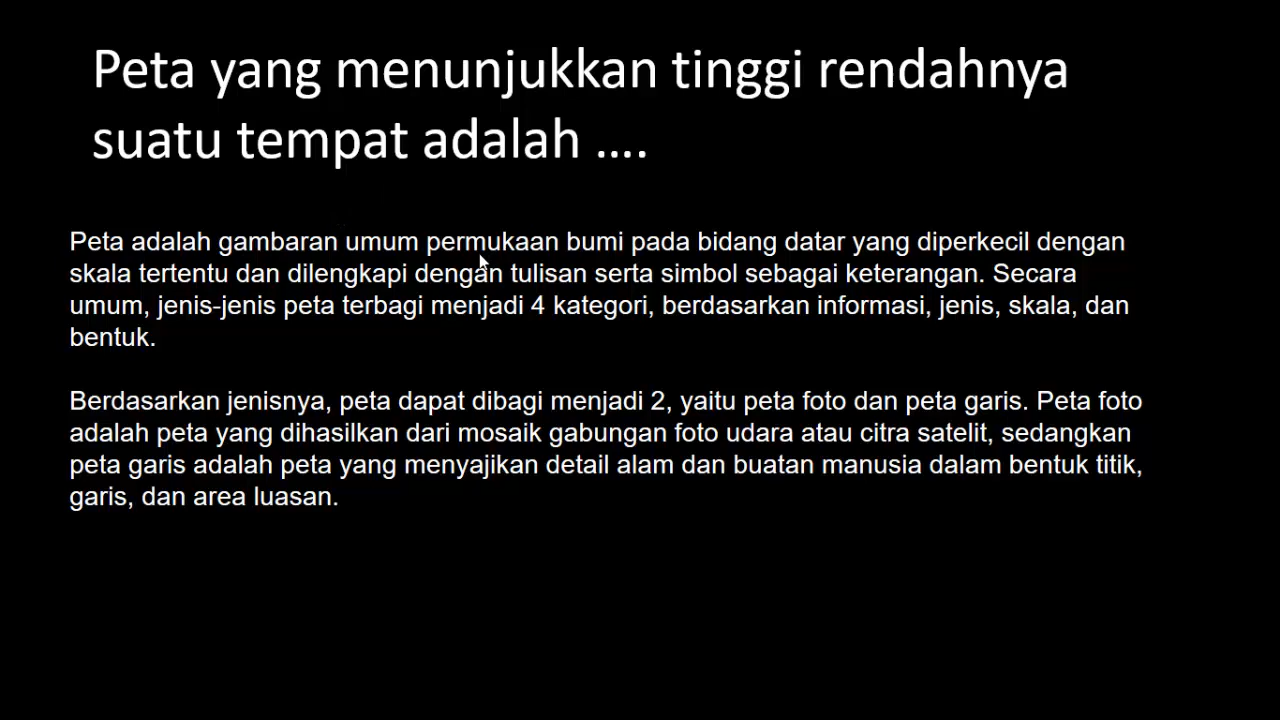 Peta yang menunjukkan tinggi rendahnya
suatu tempat adalah ....
Peta adalah gambaran umum permukaan bumi pada bidang datar yang diperkecil dengan
skala tertentu dan dilengkapi dengan tulisan serta simbol sebagai keterangan. Secara
umum, jenis-jenis peta terbagi menjadi 4 kategori, berdasarkan informasi, jenis, skala, dan
bentuk.
Berdasarkan jenisnya, peta dapat dibagi menjadi 2, yaitu peta foto dan peta garis. Peta foto
adalah peta yang dihasilkan dari mosaik gabungan foto udara atau citra satelit, sedangkan
peta garis adalah peta yang menyajikan detail alam dan buatan manusia dalam bentuk titik,
garis, dan area luasan.